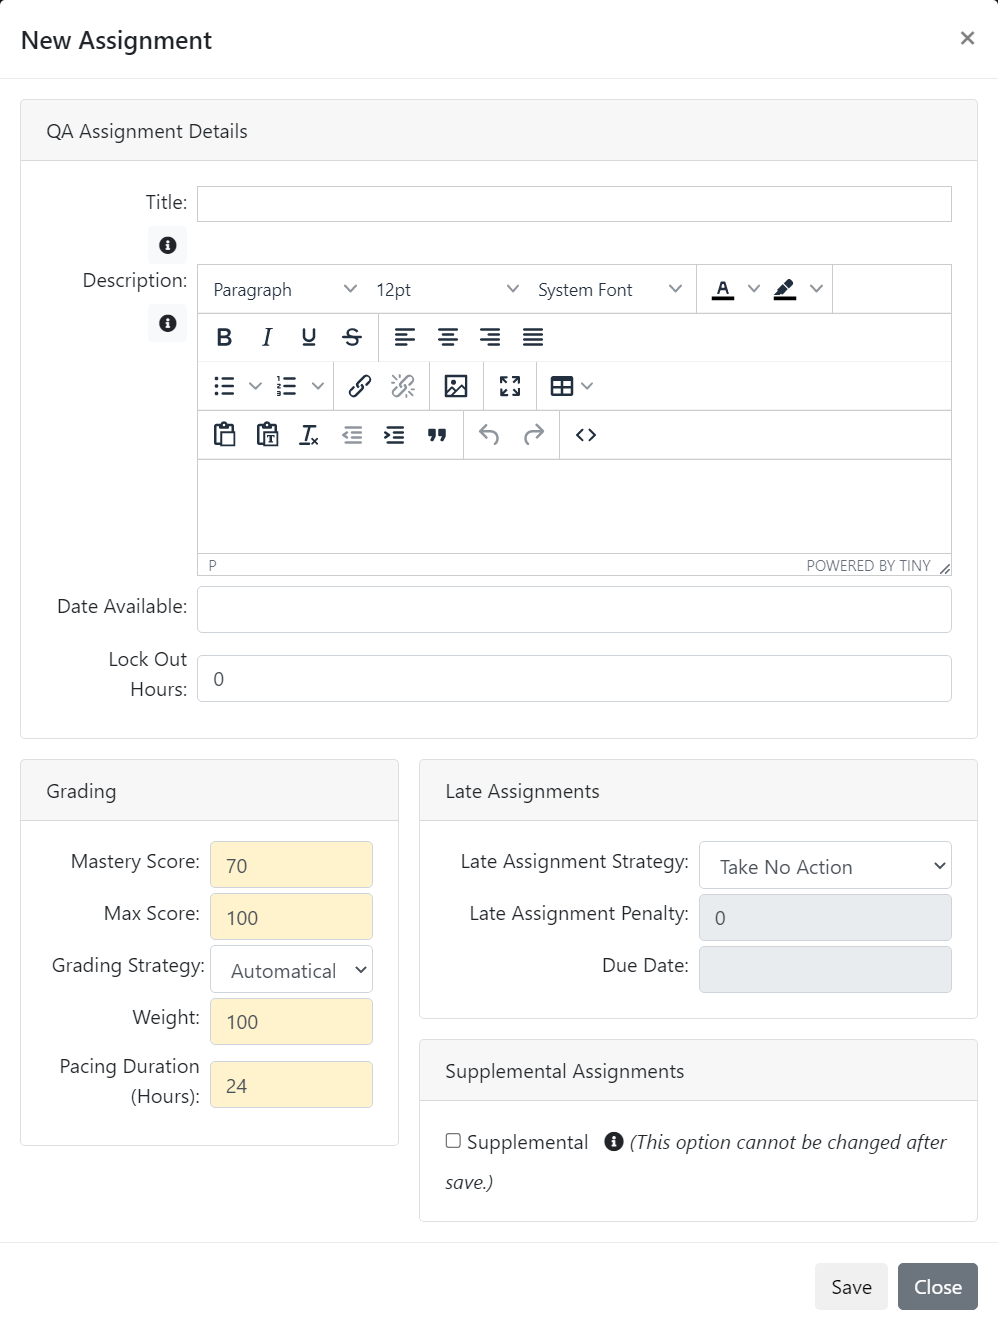 New Assignment
×
QA Assignment Details
Title:
Description:
Paragraph 12pt System Font A
B I U S
P POWERED BY TINY
Date Available:
Lock Out
Hours:
0
Grading
Mastery Score: 70
Max Score: 100
Grading Strategy: Automatical
Weight: 100
Pacing Duration
(Hours): 24
Late Assignments
Late Assignment Strategy: Take No Action
Late Assignment Penalty: 0
Due Date:
Supplemental Assignments
Supplemental (This option cannot be changed after
save.)
Save Close